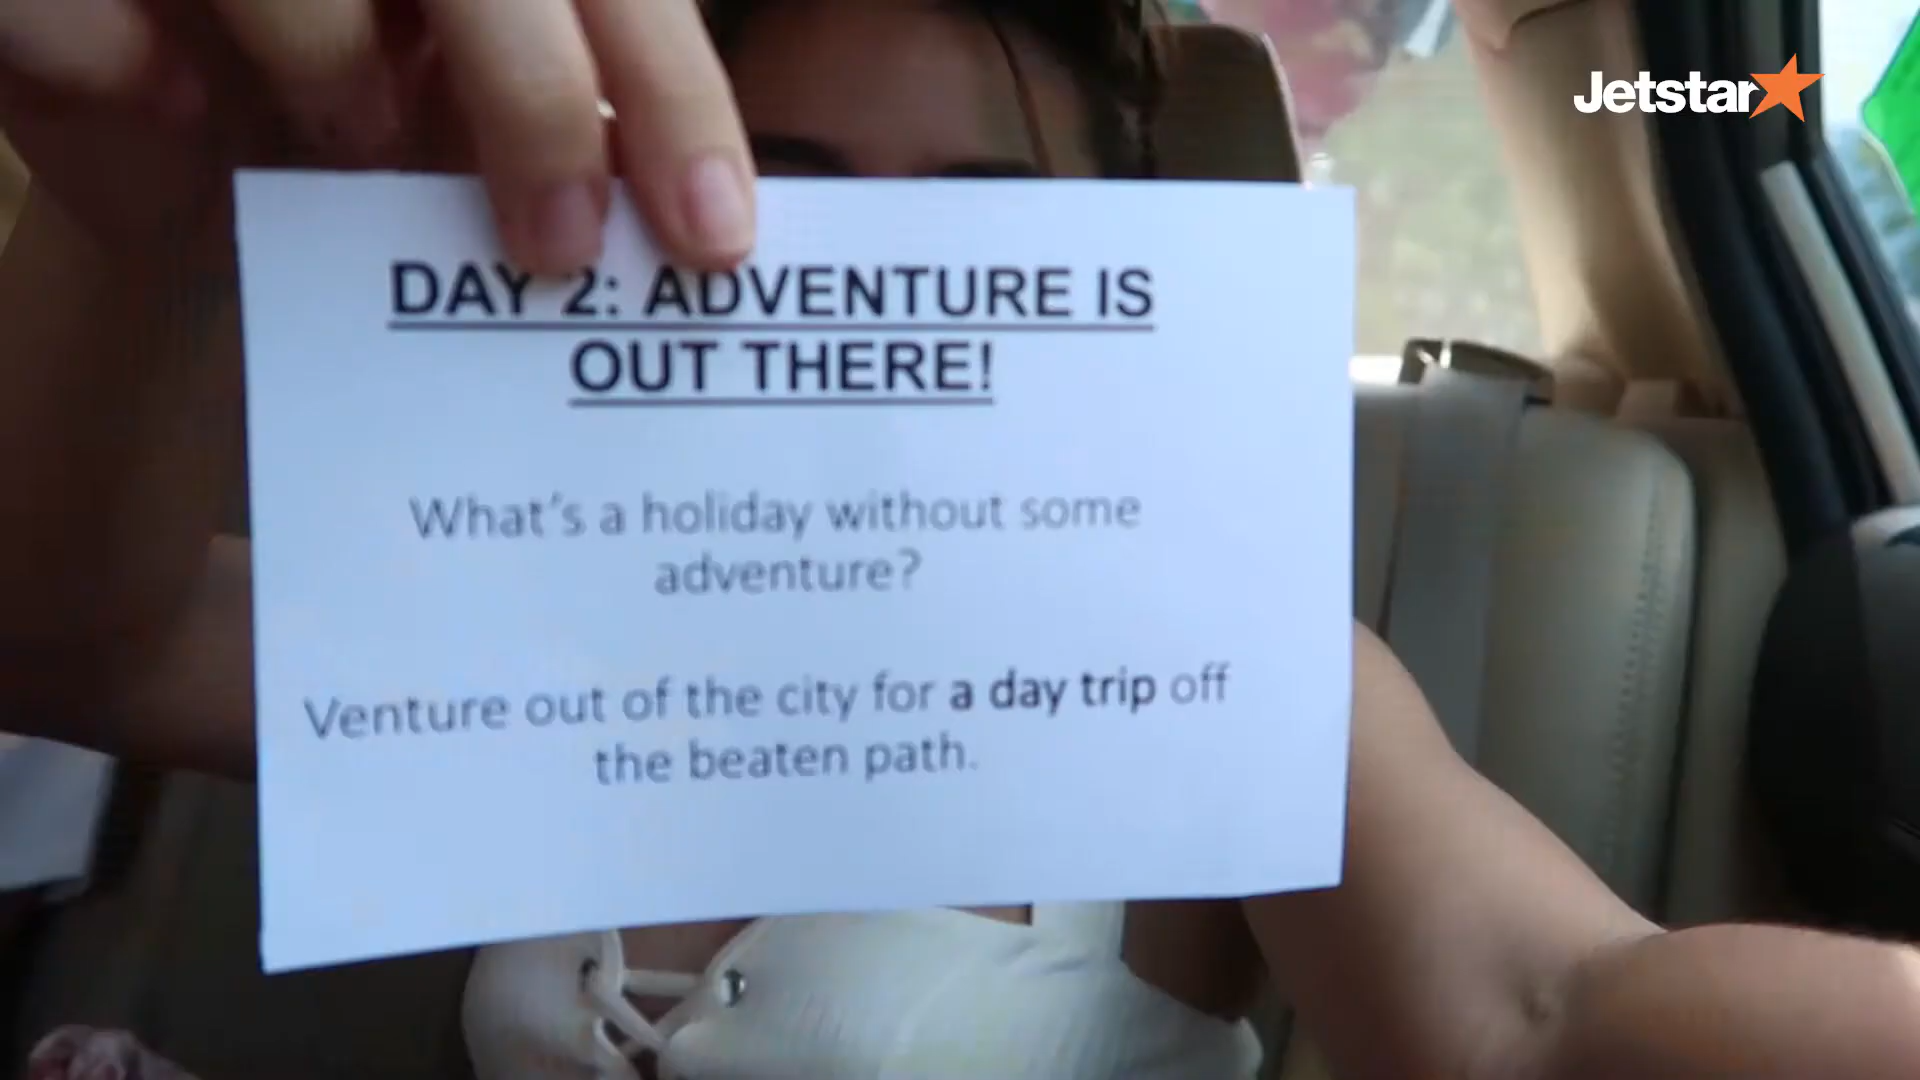 Jetstar
DAY 2: ADVENTURE IS
OUT THERE!
What's a holiday without some
adventure?
Venture out of the city for a day trip off
the beaten path.